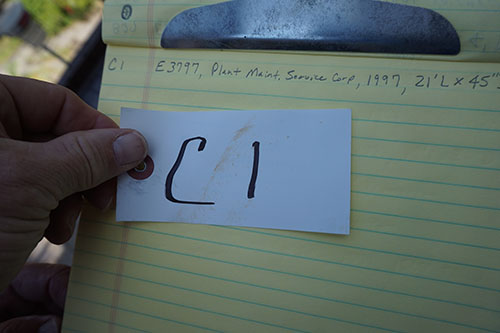 C1 E3797, Plant Maint. Service Corp, 1997, 21'L x 45"
C1